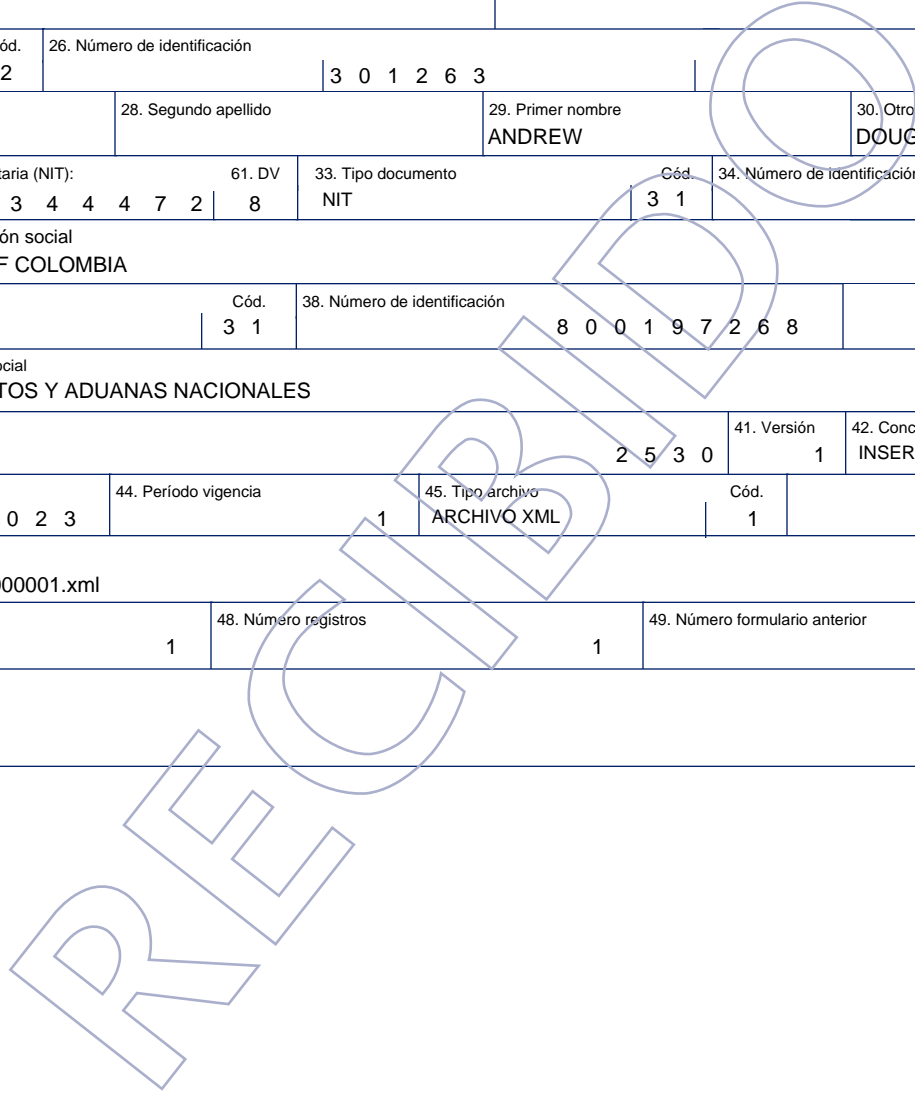 ód. 26. Número de identificación
2 3 0 1 2 6 3
28. Segundo apellido 29. Primer nombre 30. Otro
ANDREW DOUG
taria (NIT): 61. DV 33. Tipo documento Cód. 34. Número de identificación
3 4 4 4 7 2 8 NIT 3 1
ón social
F COLOMBIA
Cód. 38. Número de identificación
3 1 8 0 0 1 9 7 2 6 8
ocial
TOS Y ADUANAS NACIONALES
41. Versión 42. Conc
2 5 3 0 1 INSER
44. Período vigencia 45. Tipo archivo Cód.
0 2 3 1 ARCHIVO XML 1
000001.xml
48. Número registros 49. Número formulario anterior
1 1
RECIBIDO